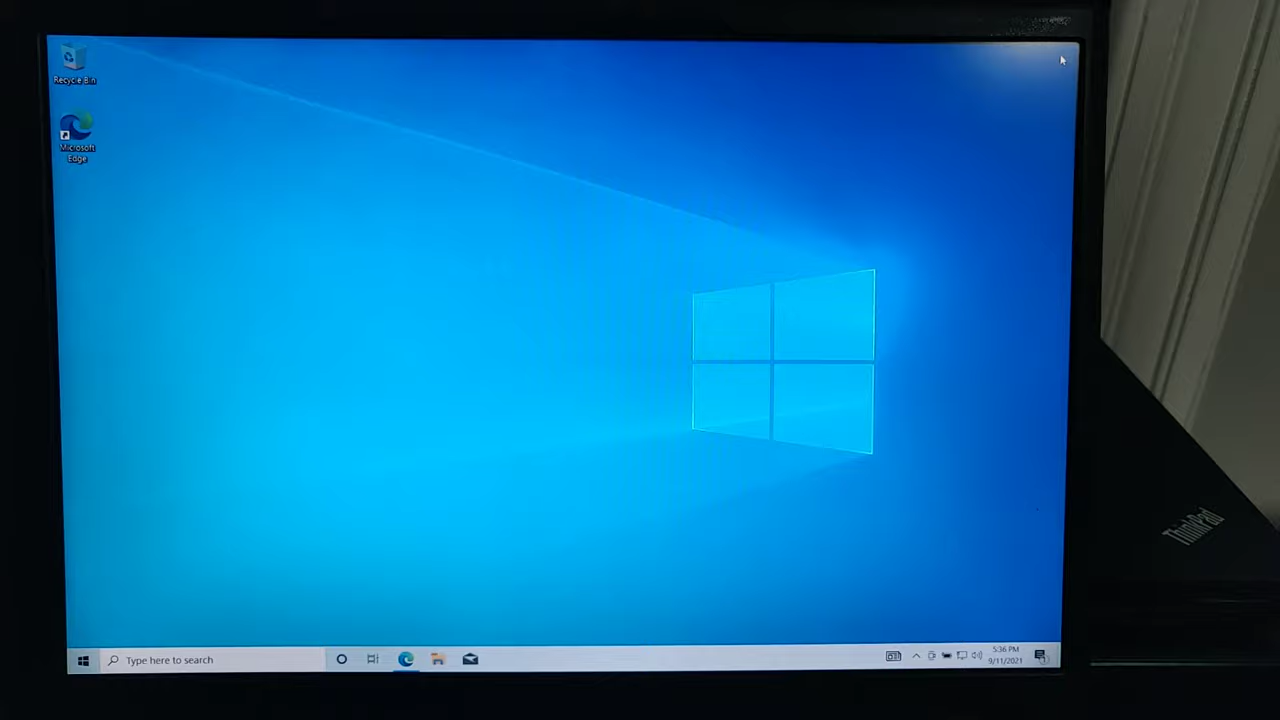 Recycle Bin
Microsoft
Edge
ThinkPad
Type here to search
5:36 PM
9/11/2021